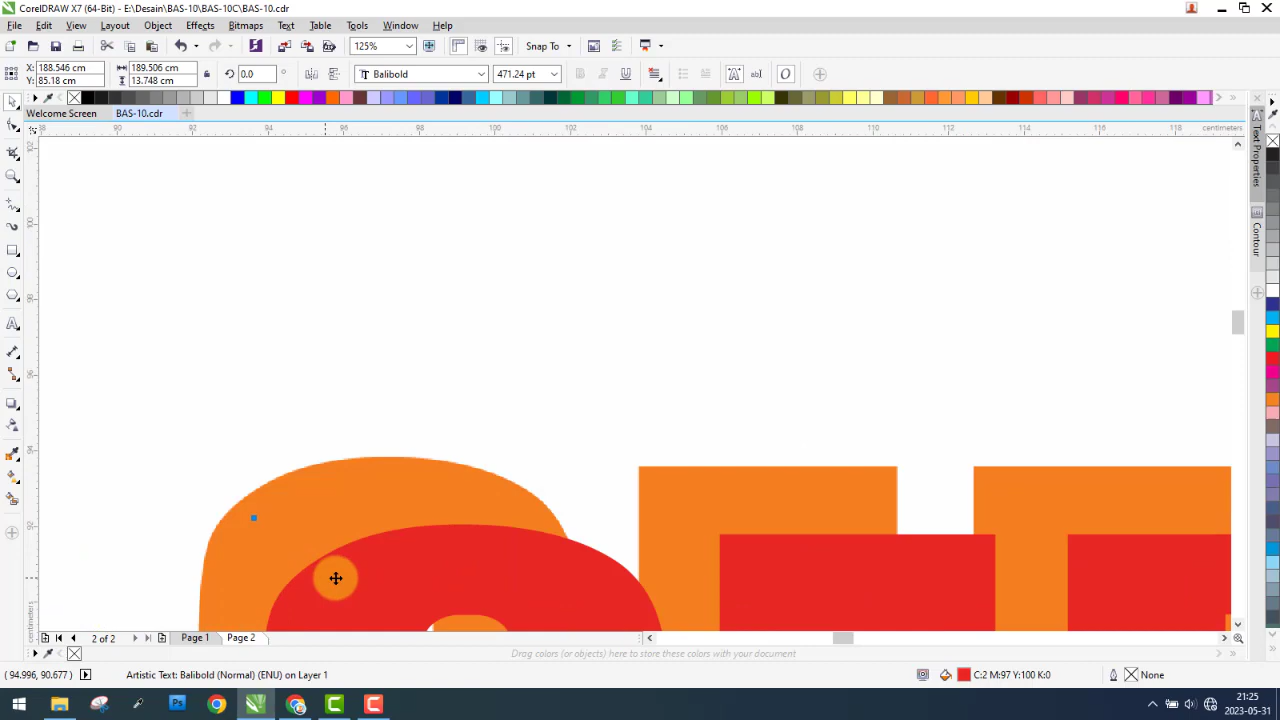 CorelDRAW X7 (64-Bit) - E:\Desain\BAS-10\BAS-10C\BAS-10.cdr
File Edit View Layout Object Effects Bitmaps Text Table Tools Window Help
125% Snap To
X: 188.546 cm 189.506 cm 0.0 ° Balibold 471.24 pt
Y: 85.18 cm 13.748 cm
Welcome Screen BAS-10.cdr
90 92 94 96 98 100 102 104 106 108 110 112 114 116 118 centimeters
Text Properties
Contour
centimeters
2 of 2 Page 1 Page 2
Drag colors (or objects) here to store these colors with your document
( 94.996, 90.677 ) Artistic Text: Balibold (Normal) (ENU) on Layer 1 C:2 M:97 Y:100 K:0 None
21:25
2023-05-31